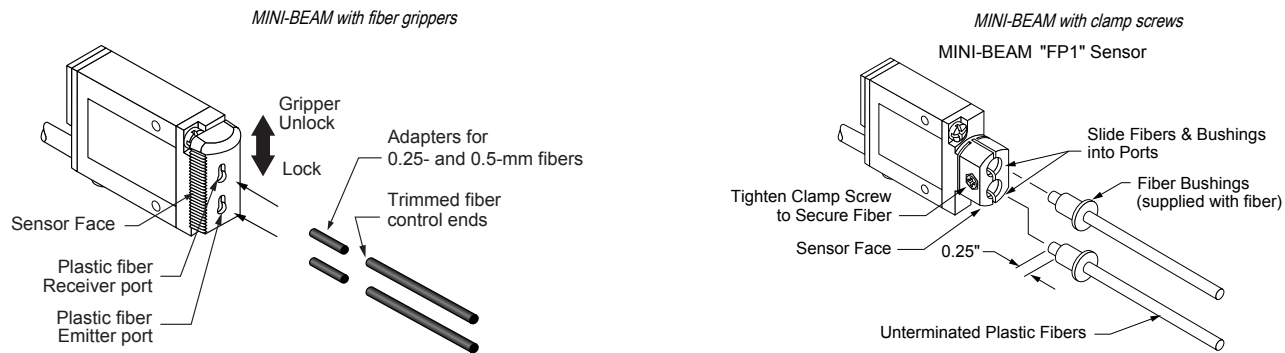 MINI-BEAM with fiber grippers
Gripper
Unlock
Lock
Adapters for
0.25- and 0.5-mm fibers
Trimmed fiber
control ends
Sensor Face
Plastic fiber
Receiver port
Plastic fiber
Emitter port
MINI-BEAM with clamp screws
MINI-BEAM "FP1" Sensor
Slide Fibers & Bushings
into Ports
Tighten Clamp Screw
to Secure Fiber
Fiber Bushings
(supplied with fiber)
Sensor Face
0.25"
Unterminated Plastic Fibers